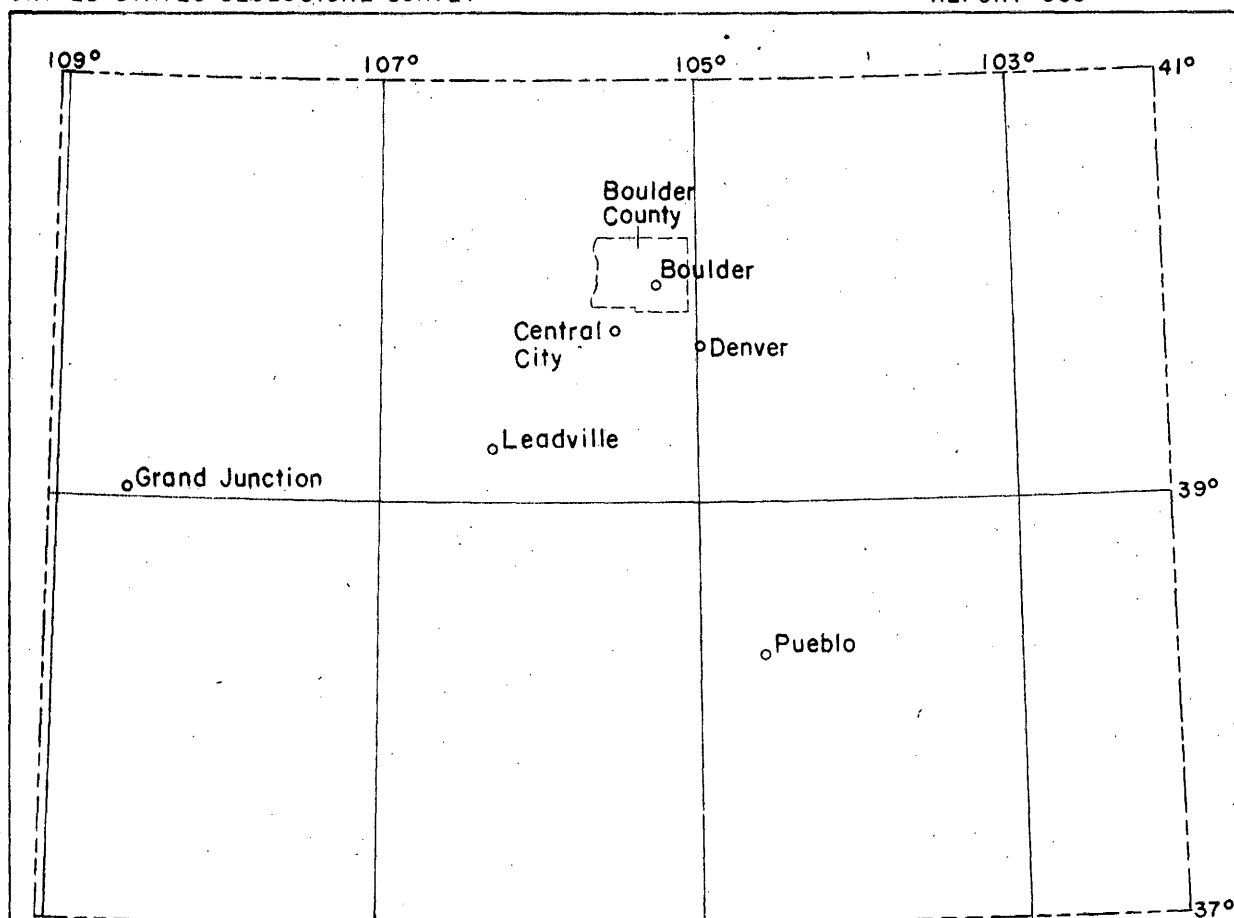 109°
107°
105°
103°
41°
Boulder
County
Boulder
Central
City
Denver
Leadville
Grand Junction
39°
Pueblo
37°